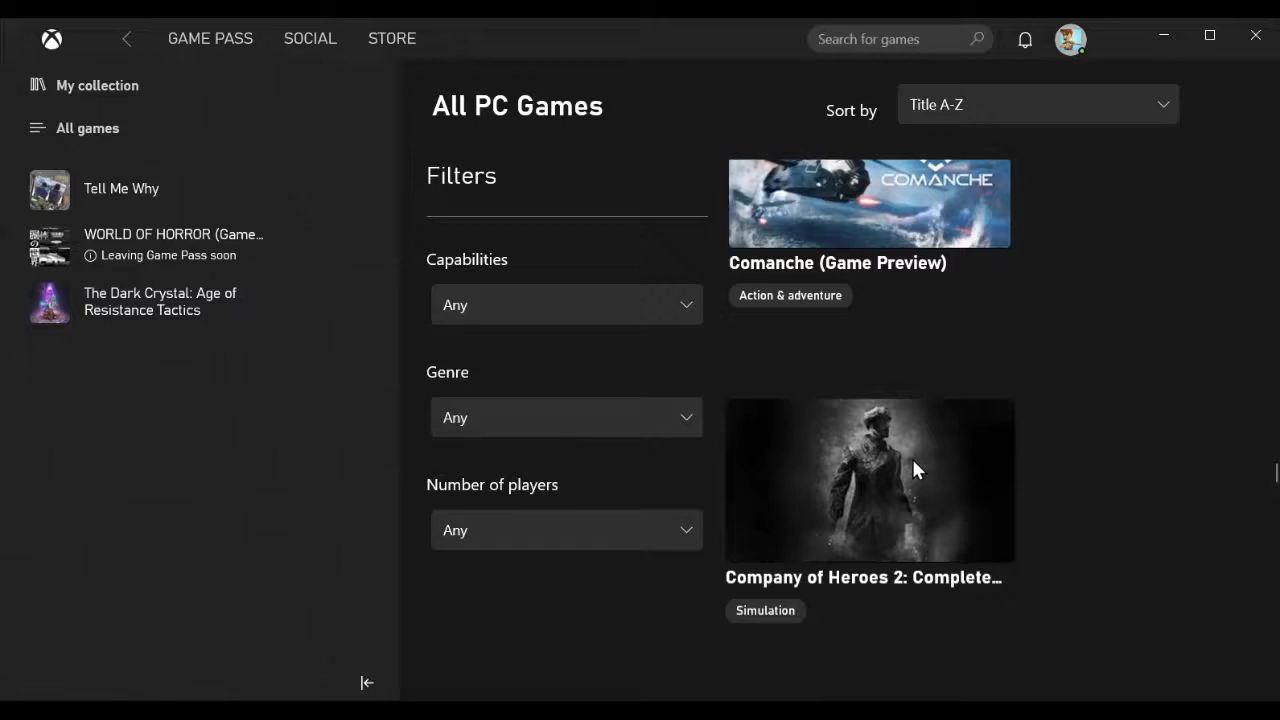 GAME PASS
SOCIAL
STORE
Search for games
My collection
All games
Tell Me Why
WORLD OF HORROR (Game...
Leaving Game Pass soon
The Dark Crystal: Age of
Resistance Tactics
All PC Games
Sort by
Title A-Z
Filters
Capabilities
Any
Genre
Any
Number of players
Any
COMANCHE
Comanche (Game Preview)
Action & adventure
Company of Heroes 2: Complete...
Simulation